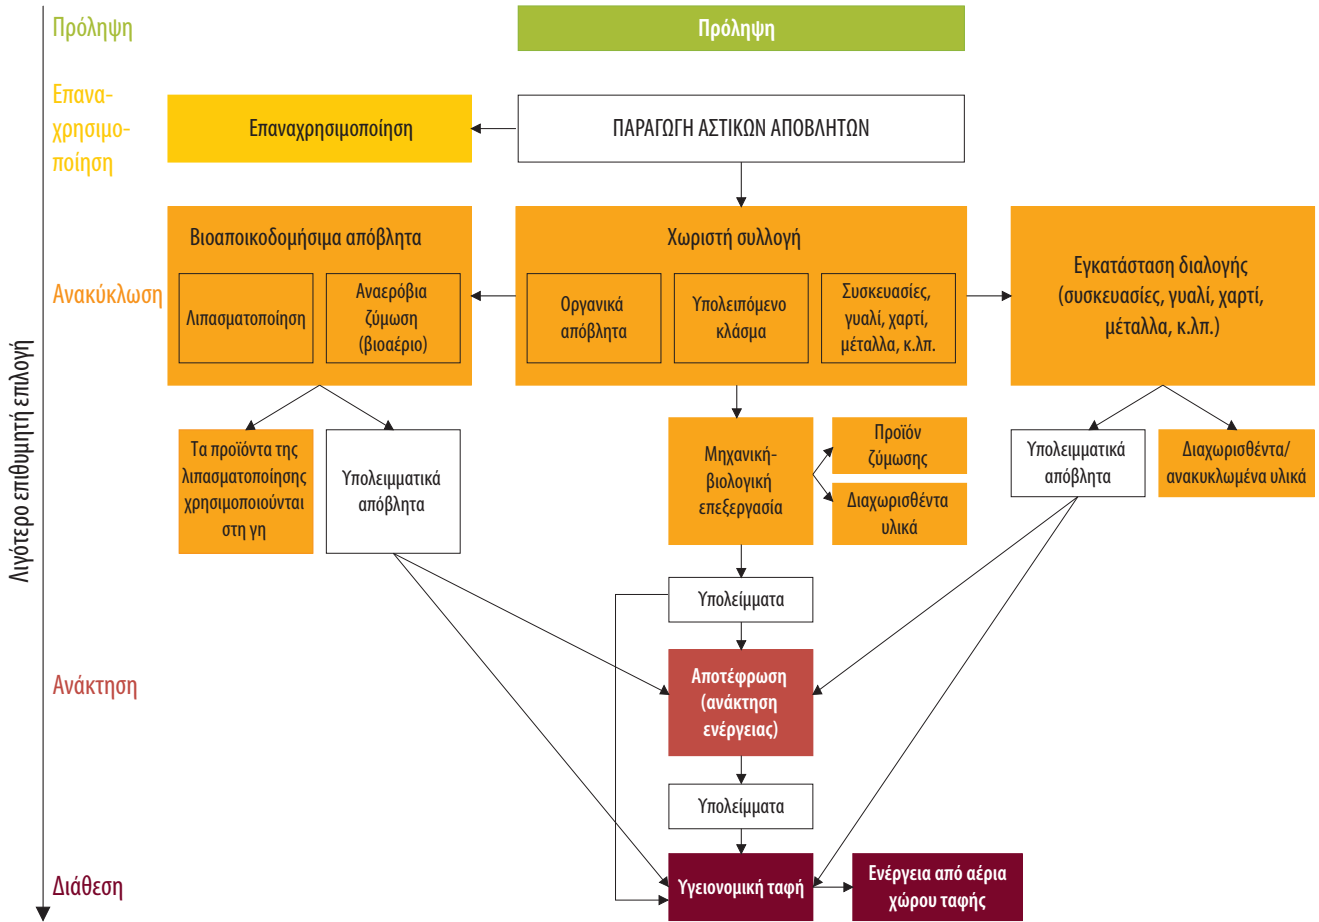 Πρόληψη
Πρόληψη
Επανα-
χρησιμο-
ποίηση
Επαναχρησιμοποίηση
ΠΑΡΑΓΩΓΗ ΑΣΤΙΚΩΝ ΑΠΟΒΛΗΤΩΝ
Ανακύκλωση
Βιοαποικοδομήσιμα απόβλητα
Λιπασματοποίηση
Αναερόβια
ζύμωση
(βιοαέριο)
Χωριστή συλλογή
Οργανικά
απόβλητα
Υπολειπόμενο
κλάσμα
Συσκευασίες,
γυαλί, χαρτί,
μέταλλα, κ.λπ.
Εγκατάσταση διαλογής
(συσκευασίες, γυαλί, χαρτί,
μέταλλα, κ.λπ.)
Λιγότερο επιθυμητή επιλογή
Τα προϊόντα της
λιπασματοποίησης
χρησιμοποιούνται
στη γη
Υπολειμματικά
απόβλητα
Μηχανική-
βιολογική
επεξεργασία
Προϊόν
ζύμωσης
Διαχωρισθέντα
υλικά
Υπολειμματικά
απόβλητα
Διαχωρισθέντα/
ανακυκλωμένα υλικά
Υπολείμματα
Ανάκτηση
Αποτέφρωση
(ανάκτηση
ενέργειας)
Υπολείμματα
Διάθεση
Υγειονομική ταφή
Ενέργεια από αέρια
χώρου ταφής